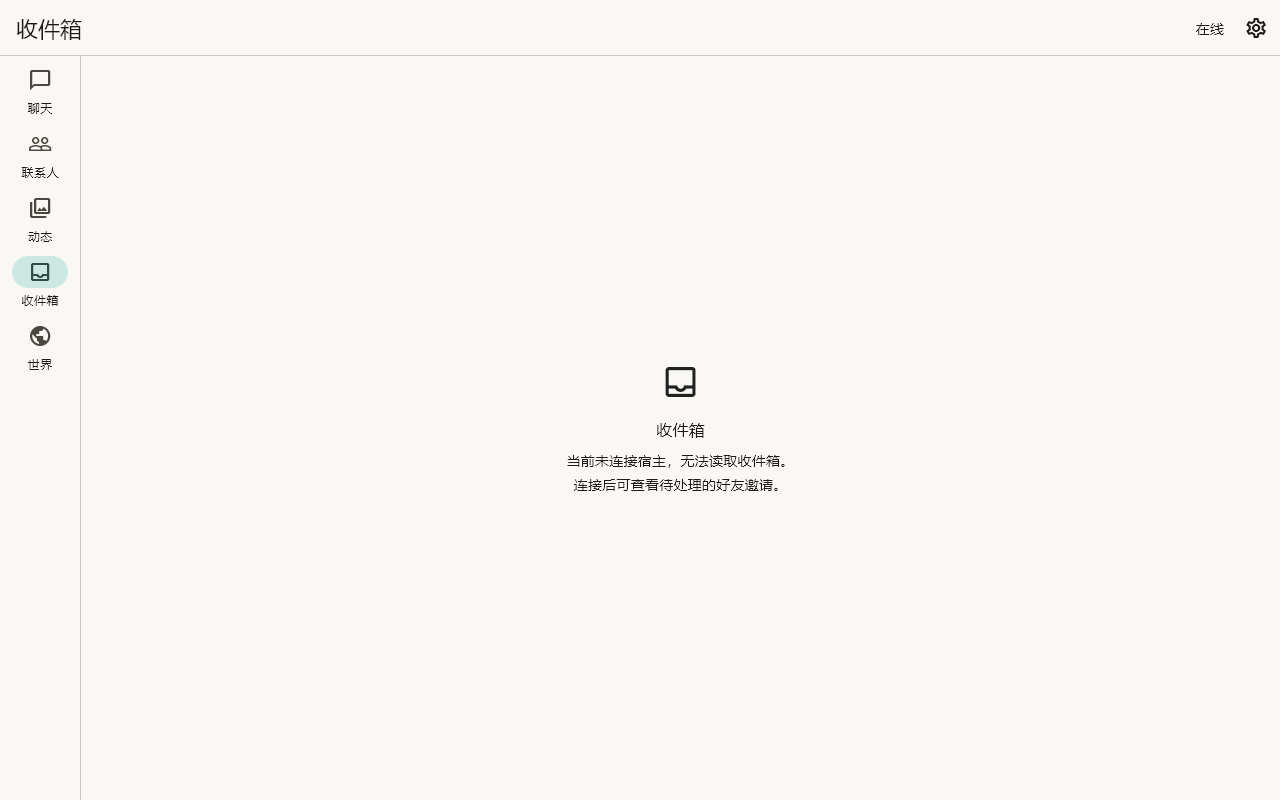 收件箱
在线
聊天
联系人
动态
收件箱
世界
收件箱
当前未连接宿主，无法读取收件箱。
连接后可查看待处理的好友邀请。